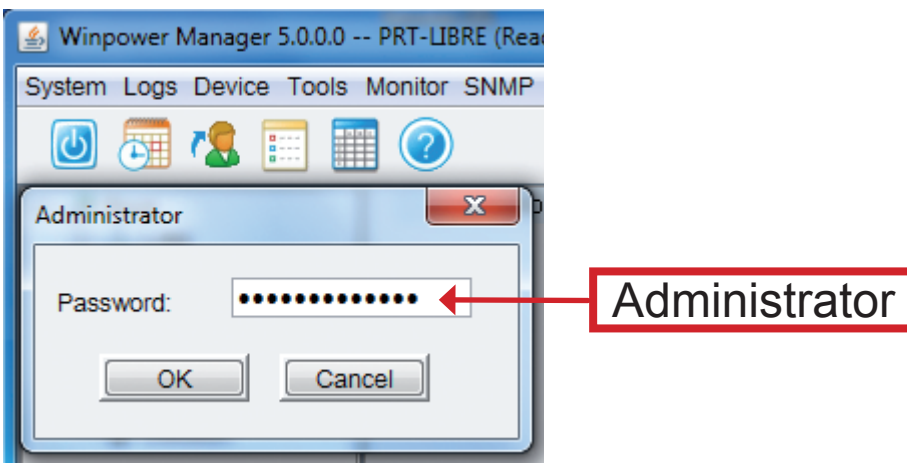 Winpower Manager 5.0.0.0 -- PRT-LIBRE (Read
System Logs Device Tools Monitor SNMP
Administrator
Password: •••••••••••••
Administrator
OK Cancel